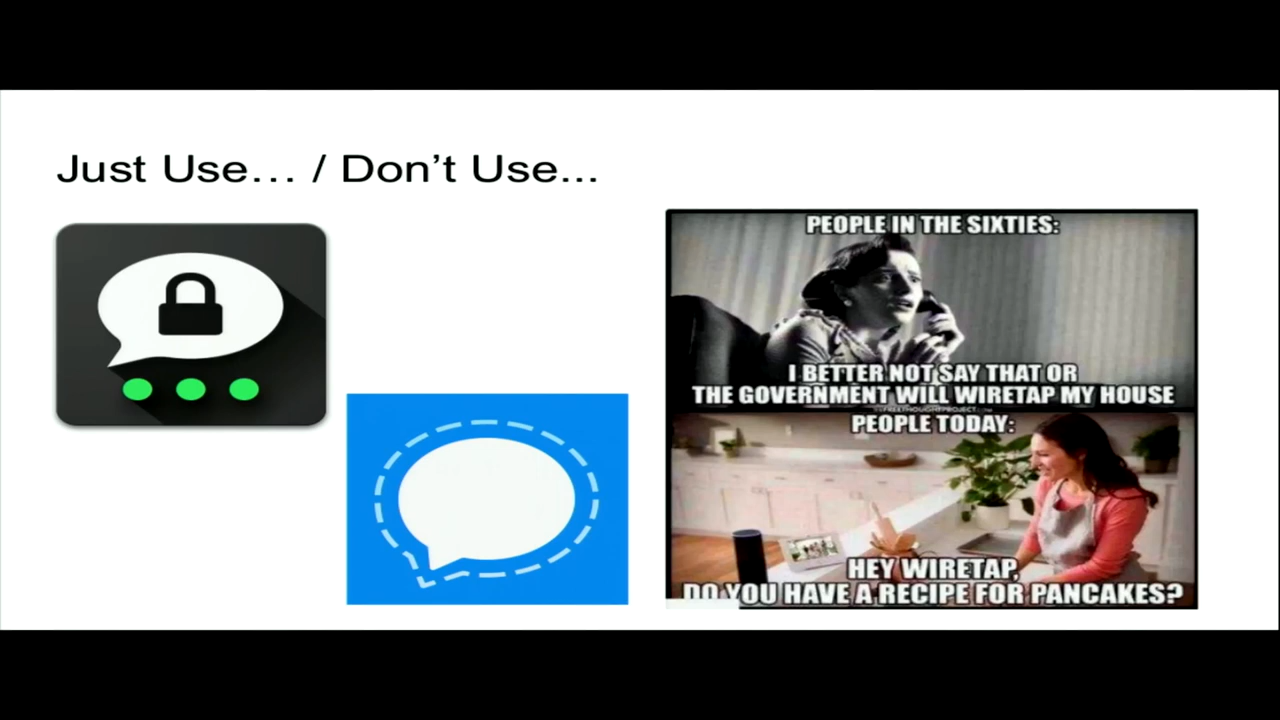 Just Use… / Don’t Use...
PEOPLE IN THE SIXTIES:
I BETTER NOT SAY THAT OR
THE GOVERNMENT WILL WIRETAP MY HOUSE
PEOPLE TODAY:
HEY WIRETAP,
DO YOU HAVE A RECIPE FOR PANCAKES?